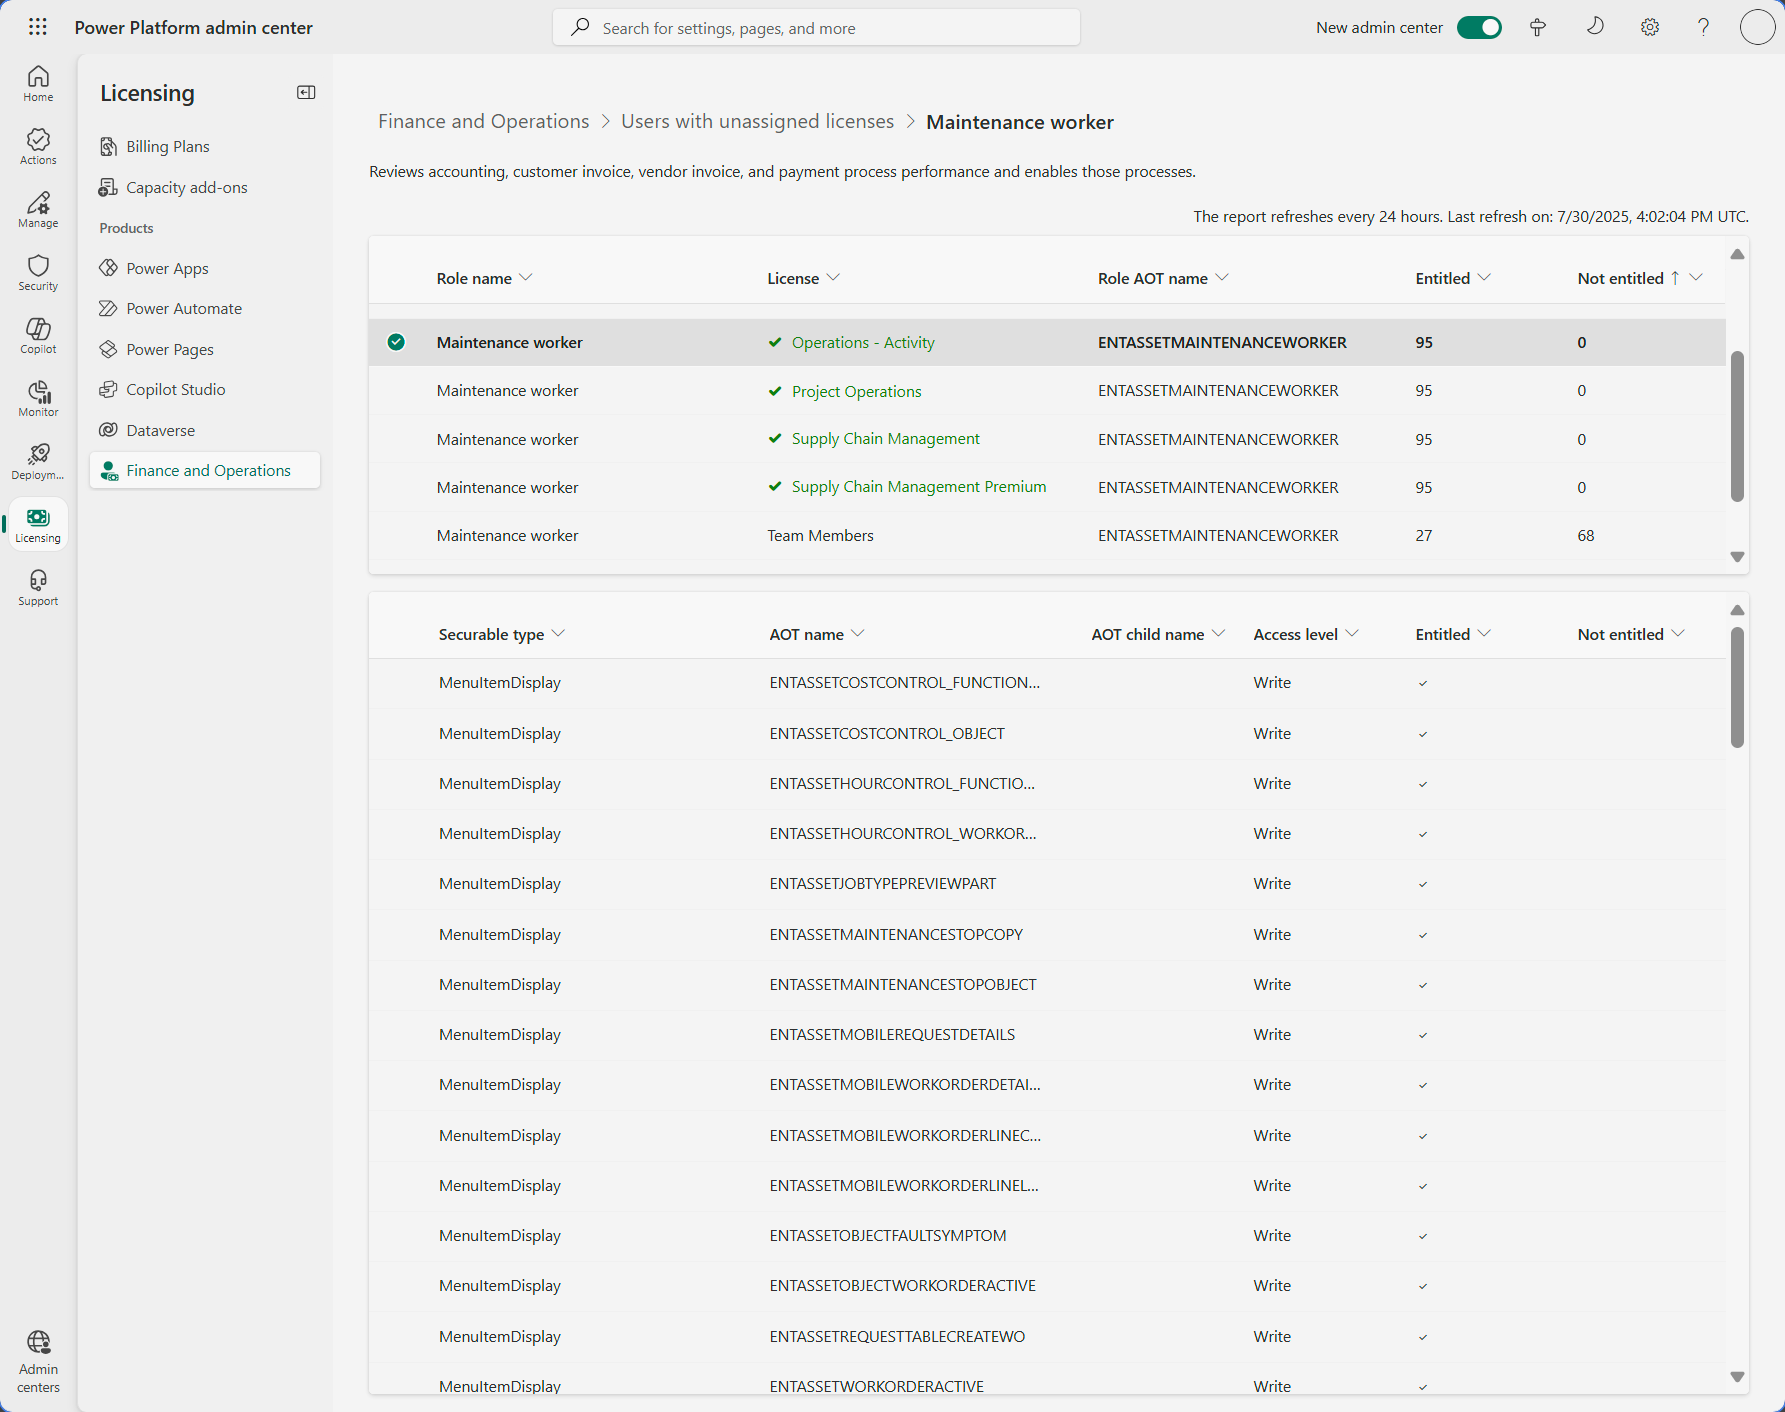 Power Platform admin center
Search for settings, pages, and more
New admin center
Home
Actions
Manage
Security
Copilot
Monitor
Deploym...
Licensing
Support
Admin
centers
Licensing
Billing Plans
Capacity add-ons
Products
Power Apps
Power Automate
Power Pages
Copilot Studio
Dataverse
Finance and Operations
Finance and Operations > Users with unassigned licenses > Maintenance worker
Reviews accounting, customer invoice, vendor invoice, and payment process performance and enables those processes.
The report refreshes every 24 hours. Last refresh on: 7/30/2025, 4:02:04 PM UTC.
Role name License Role AOT name Entitled Not entitled ↑
Maintenance worker ✔ Operations - Activity ENTASSETMAINTENANCEWORKER 95 0
Maintenance worker ✔ Project Operations ENTASSETMAINTENANCEWORKER 95 0
Maintenance worker ✔ Supply Chain Management ENTASSETMAINTENANCEWORKER 95 0
Maintenance worker ✔ Supply Chain Management Premium ENTASSETMAINTENANCEWORKER 95 0
Maintenance worker Team Members ENTASSETMAINTENANCEWORKER 27 68
Securable type AOT name AOT child name Access level Entitled Not entitled
MenuItemDisplay ENTASSETCOSTCONTROL_FUNCTION... Write ✓
MenuItemDisplay ENTASSETCOSTCONTROL_OBJECT Write ✓
MenuItemDisplay ENTASSETHOURCONTROL_FUNCTIO... Write ✓
MenuItemDisplay ENTASSETHOURCONTROL_WORKOR... Write ✓
MenuItemDisplay ENTASSETJOBTYPEPREVIEWPART Write ✓
MenuItemDisplay ENTASSETMAINTENANCESTOPCOPY Write ✓
MenuItemDisplay ENTASSETMAINTENANCESTOPOBJECT Write ✓
MenuItemDisplay ENTASSETMOBILEREQUESTDETAILS Write ✓
MenuItemDisplay ENTASSETMOBILEWORKORDERDETAI... Write ✓
MenuItemDisplay ENTASSETMOBILEWORKORDERLINEC... Write ✓
MenuItemDisplay ENTASSETMOBILEWORKORDERLINEL... Write ✓
MenuItemDisplay ENTASSETOBJECTFAULTSYMPTOM Write ✓
MenuItemDisplay ENTASSETOBJECTWORKORDERACTIVE Write ✓
MenuItemDisplay ENTASSETREQUESTTABLECREATEWO Write ✓
MenuItemDisplay ENTASSETWORKORDERACTIVE Write ✓